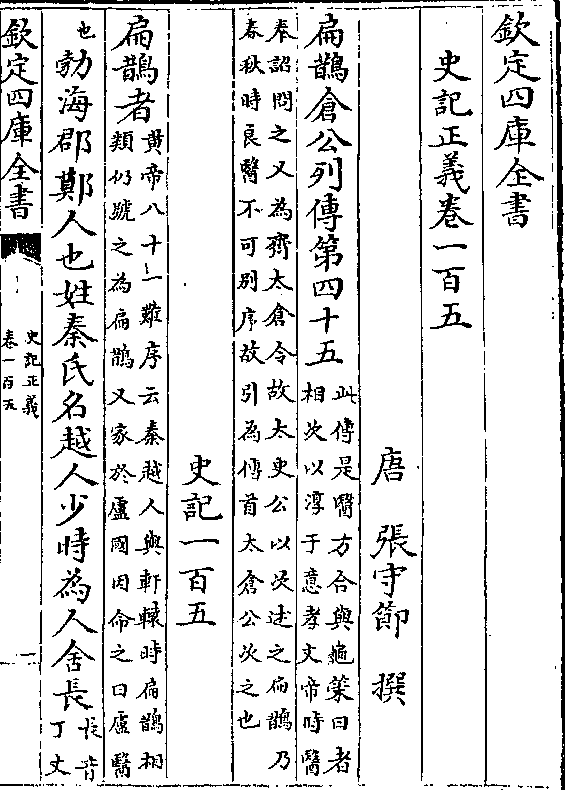 欽定四庫全書
史記正義卷一百五
唐 張守節 撰
扁鵲倉公列傳第四十五
此傳是醫方合與龜策日者
相次以淳于意孝文帝時醫
奉詔問之又為齊太倉令故太史公以次述之扁鵲乃
春秋時良醫不可別序故引為傳首太倉公次之也
史記一百五
扁鵲者
黃帝八十一難序云秦越人與軒轅時扁鵲相
類仍號之為扁鵲又家於盧國因命之曰盧醫
也
勃海郡鄭人也姓秦氏名越人少時為人舍長
長音
丁丈
欽定四庫全書
史記正義
卷一百五
一